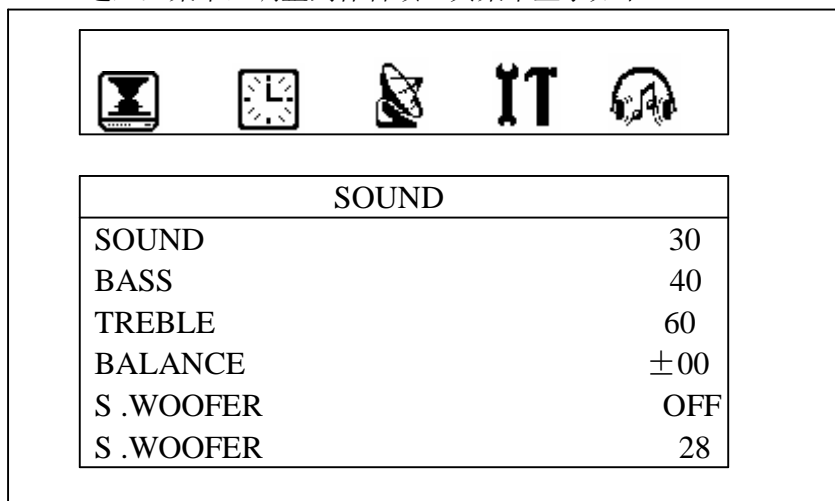 SOUND
SOUND 30
BASS 40
TREBLE 60
BALANCE ±00
S .WOOFER OFF
S .WOOFER 28